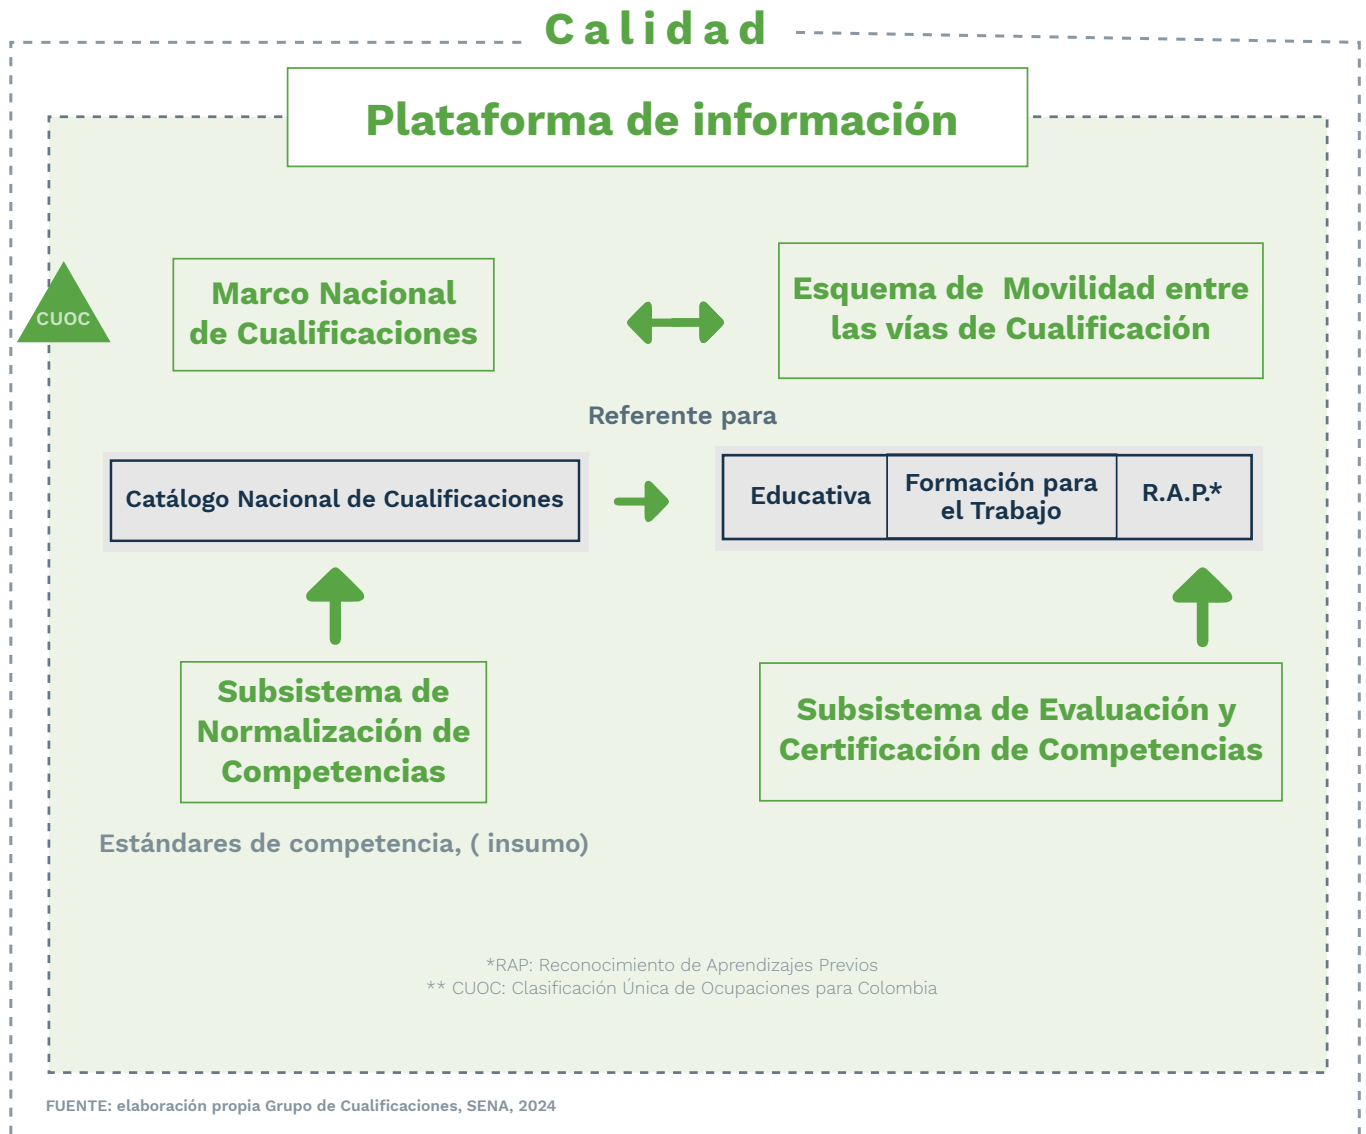 Calidad
Plataforma de información
CUOC
Marco Nacional
de Cualificaciones
Esquema de  Movilidad entre
las vías de Cualificación
Referente para
Catálogo Nacional de Cualificaciones
Educativa
Formación para
el Trabajo
R.A.P.*
Subsistema de
Normalización de
Competencias
Subsistema de Evaluación y
Certificación de Competencias
Estándares de competencia, ( insumo)
*RAP: Reconocimiento de Aprendizajes Previos
** CUOC: Clasificación Única de Ocupaciones para Colombia
FUENTE: elaboración propia Grupo de Cualificaciones, SENA, 2024